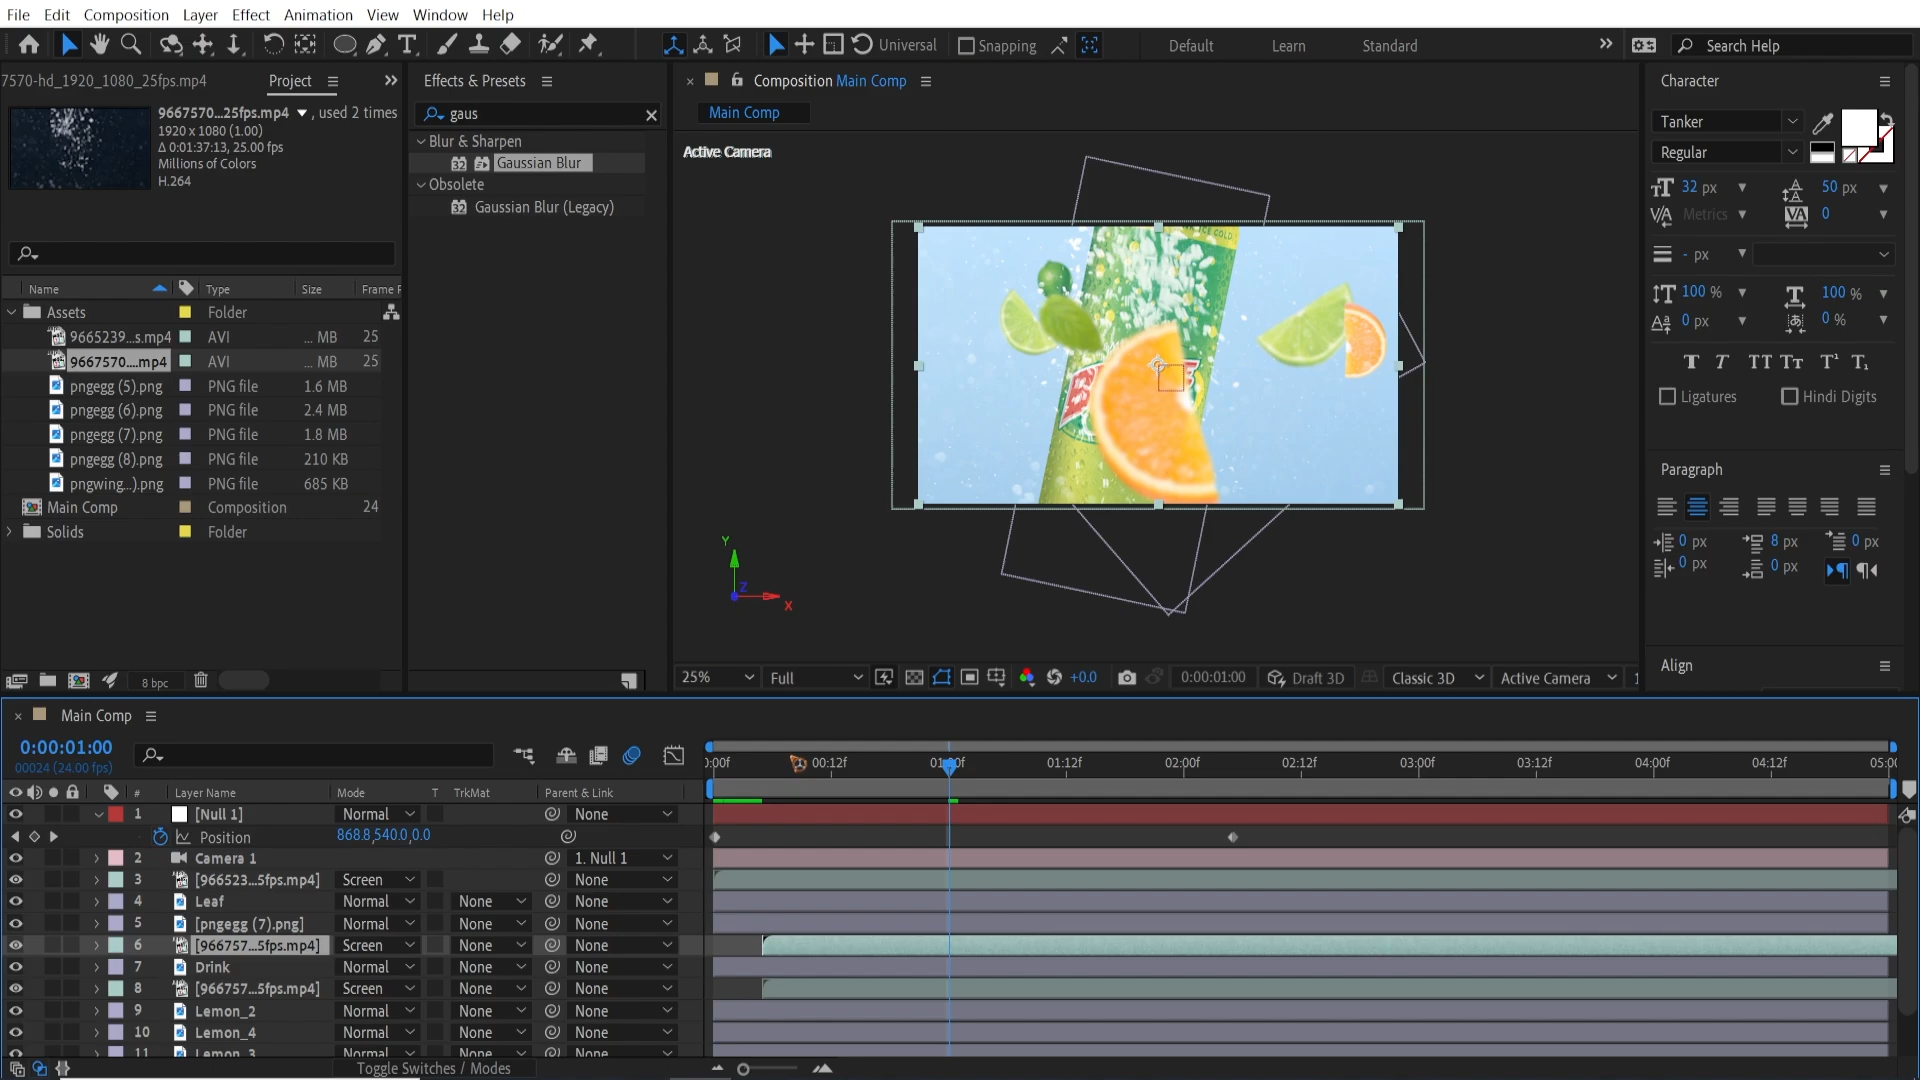 File Edit Composition Layer Effect Animation View Window Help
Universal Snapping Default Learn Standard Search Help
7570-hd_1920_1080_25fps.mp4 Project
9667570...25fps.mp4 , used 2 times
1920 x 1080 (1.00)
Δ 0:01:37:13, 25.00 fps
Millions of Colors
H.264
Name Type Size Frame R
Assets Folder
9665239...s.mp4 AVI ... MB 25
9667570....mp4 AVI ... MB 25
pngegg (5).png PNG file 1.6 MB
pngegg (6).png PNG file 2.4 MB
pngegg (7).png PNG file 1.8 MB
pngegg (8).png PNG file 210 KB
pngwing...).png PNG file 685 KB
Main Comp Composition 24
Solids Folder
8 bpc
Effects & Presets
gaus
Blur & Sharpen
32 Gaussian Blur
Obsolete
32 Gaussian Blur (Legacy)
Composition Main Comp
Main Comp
Active Camera
ICE COLD
Y
Z
X
25% Full +0.0 0:00:01:00 Draft 3D Classic 3D Active Camera 1
Character
Tanker
Regular
32 px 50 px
Metrics 0
- px
100 % 100 %
0 px 0 %
T T TT Tт T¹ T₁
Ligatures Hindi Digits
Paragraph
0 px 8 px 0 px
0 px 0 px
Align
Main Comp
0:00:01:00
00024 (24.00 fps)
):00f 00:12f 01:00f 01:12f 02:00f 02:12f 03:00f 03:12f 04:00f 04:12f 05:00
# Layer Name Mode T TrkMat Parent & Link
1 [Null 1] Normal None
Position 868.8,540.0,0.0
2 Camera 1 1. Null 1
3 [966523...5fps.mp4] Screen None
4 Leaf Normal None None
5 [pngegg (7).png] Normal None None
6 [966757...5fps.mp4] Screen None None
7 Drink Normal None None
8 [966757...5fps.mp4] Screen None None
9 Lemon_2 Normal None None
10 Lemon_4 Normal None None
11 Lemon_3 Normal None None
Toggle Switches / Modes